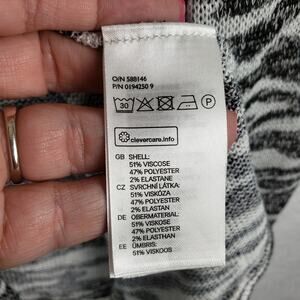 O/N 588146
P/N 0194250 9
30 P
clevercare.info
GB SHELL:
51% VISCOSE
47% POLYESTER
2% ELASTANE
CZ SVRCHNÍ LÁTKA:
51% VISKÓZA
47% POLYESTER
2% ELASTAN
DE OBERMATERIAL:
51% VISKOSE
47% POLYESTER
2% ELASTHAN
EE ÜMBRIS:
51% VISKOOS